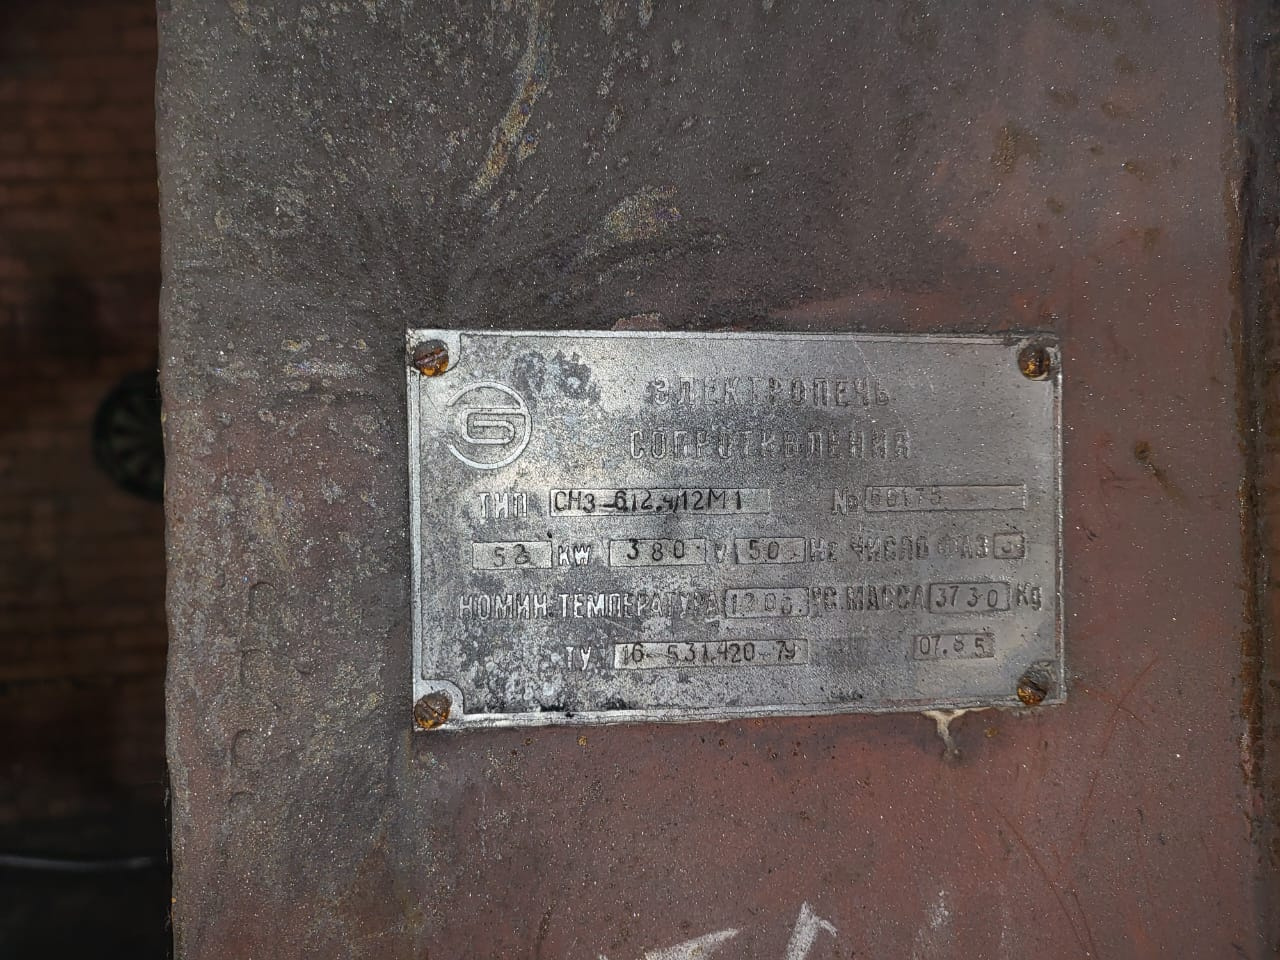 Б
ЭЛЕКТРОПЕЧЬ
СОПРОТИВЛЕНИЯ
ТИП СНЗ-6.12.4/12М1 №
KW 380 V 50 Hz ЧИСЛО ФАЗ 3
НОМИН.ТЕМПЕРАТУРА 1200 °C. МАССА 3730 Kg
ТУ 16-531.420-79 07.85